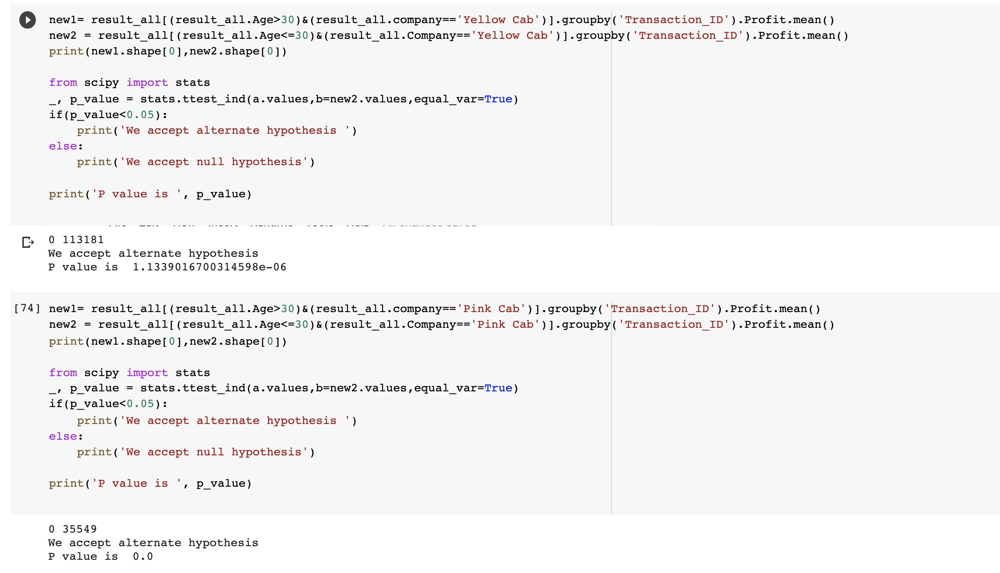 new1= result_all[(result_all.Age>30)&(result_all.company=='Yellow Cab')].groupby('Transaction_ID').Profit.mean()
new2 = result_all[(result_all.Age<=30)&(result_all.Company=='Yellow Cab')].groupby('Transaction_ID').Profit.mean()
print(new1.shape[0],new2.shape[0])
from scipy import stats
_, p_value = stats.ttest_ind(a.values,b=new2.values,equal_var=True)
if(p_value<0.05):
    print('We accept alternate hypothesis ')
else:
    print('We accept null hypothesis')
print('P value is ', p_value)
0 113181
We accept alternate hypothesis
P value is  1.1339016700314598e-06
[74] new1= result_all[(result_all.Age>30)&(result_all.company=='Pink Cab')].groupby('Transaction_ID').Profit.mean()
new2 = result_all[(result_all.Age<=30)&(result_all.Company=='Pink Cab')].groupby('Transaction_ID').Profit.mean()
print(new1.shape[0],new2.shape[0])
from scipy import stats
_, p_value = stats.ttest_ind(a.values,b=new2.values,equal_var=True)
if(p_value<0.05):
    print('We accept alternate hypothesis ')
else:
    print('We accept null hypothesis')
print('P value is ', p_value)
0 35549
We accept alternate hypothesis
P value is  0.0